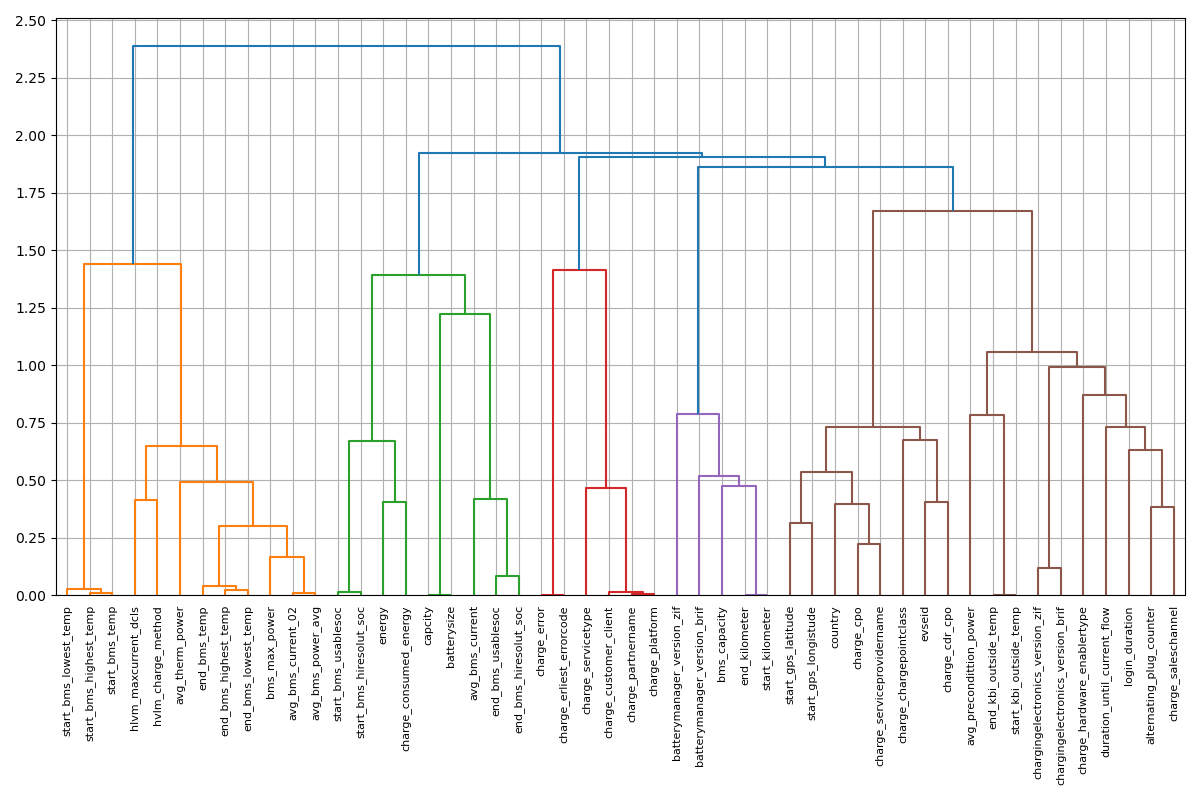 2.50
2.25
2.00
1.75
1.50
1.25
1.00
0.75
0.50
0.25
0.00
start_bms_lowest_temp
start_bms_highest_temp
start_bms_temp
hlvm_maxcurrent_dcls
hvlm_charge_method
avg_therm_power
end_bms_temp
end_bms_highest_temp
end_bms_lowest_temp
bms_max_power
avg_bms_current_02
avg_bms_power_avg
start_bms_usablesoc
start_bms_hiresolut_soc
energy
charge_consumed_energy
capcity
batterysize
avg_bms_current
end_bms_usablesoc
end_bms_hiresolut_soc
charge_error
charge_erliest_errorcode
charge_servicetype
charge_customer_client
charge_partnername
charge_platform
batterymanager_version_zif
batterymanager_version_brif
bms_capacity
end_kilometer
start_kilometer
start_gps_latitude
start_gps_longistude
country
charge_cpo
charge_serviceprovidername
charge_chargepointclass
evseid
charge_cdr_cpo
avg_precondition_power
end_kbi_outside_temp
start_kbi_outside_temp
chargingelectronics_version_zif
chargingelectronics_version_brif
charge_hardware_enablertype
duration_until_current_flow
login_duration
alternating_plug_counter
charge_saleschannel